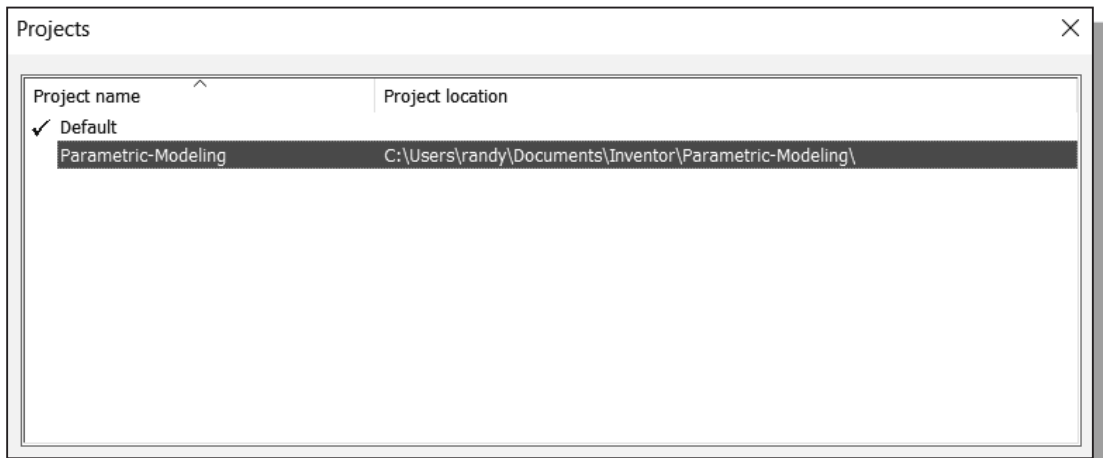 Projects
Project name Project location
✓ Default
Parametric-Modeling C:\Users\randy\Documents\Inventor\Parametric-Modeling\